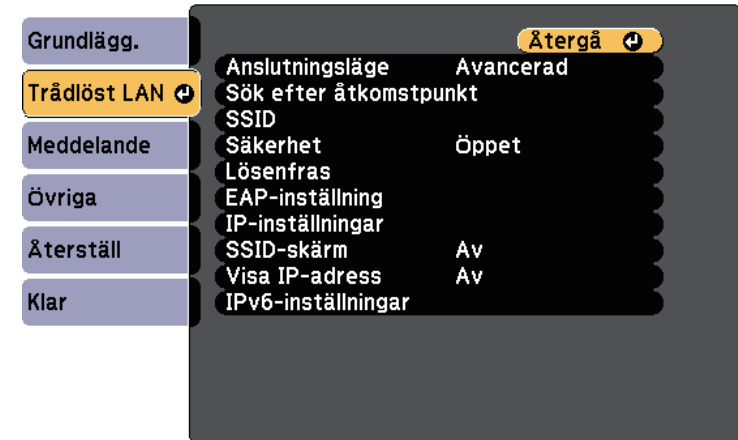 Grundlägg.
Trådlöst LAN
Meddelande
Övriga
Återställ
Klar
Återgå
Anslutningsläge Avancerad
Sök efter åtkomstpunkt
SSID
Säkerhet Öppet
Lösenfras
EAP-inställning
IP-inställningar
SSID-skärm Av
Visa IP-adress Av
IPv6-inställningar